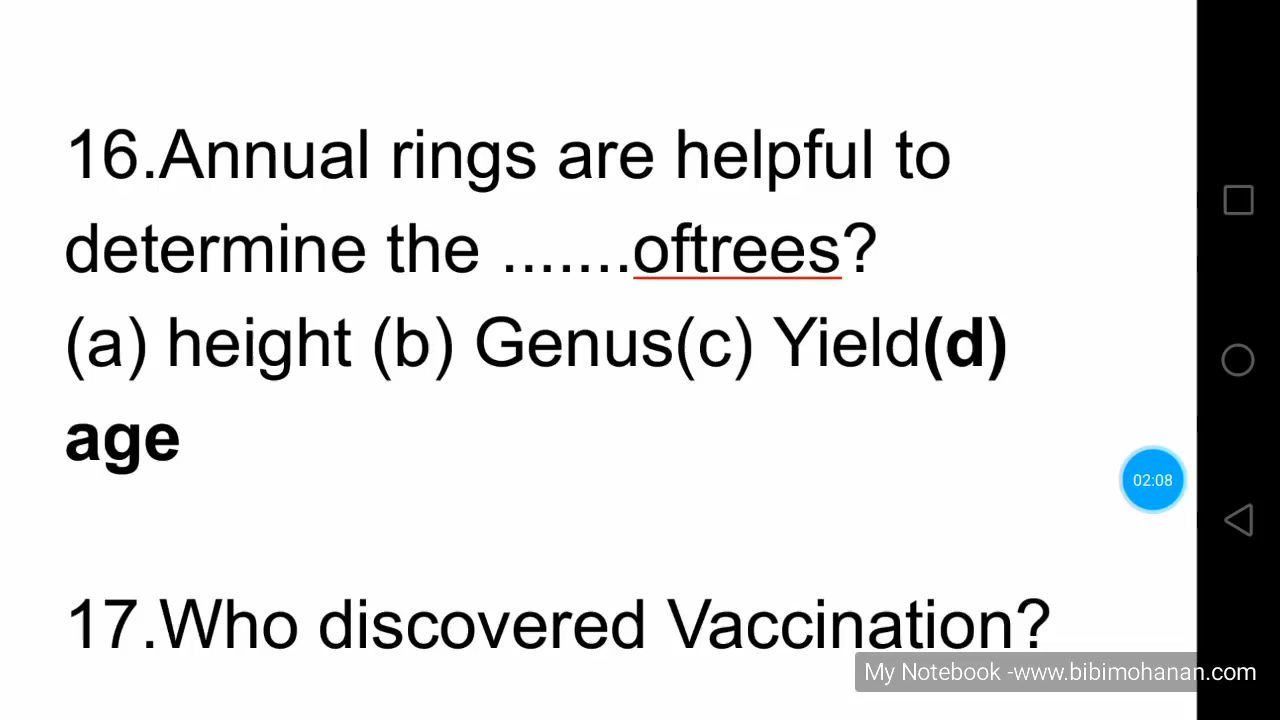 16.Annual rings are helpful to
determine the .......oftrees?
(a) height (b) Genus(c) Yield(d)
age
02:08
17.Who discovered Vaccination?
My Notebook -www.bibimohanan.com